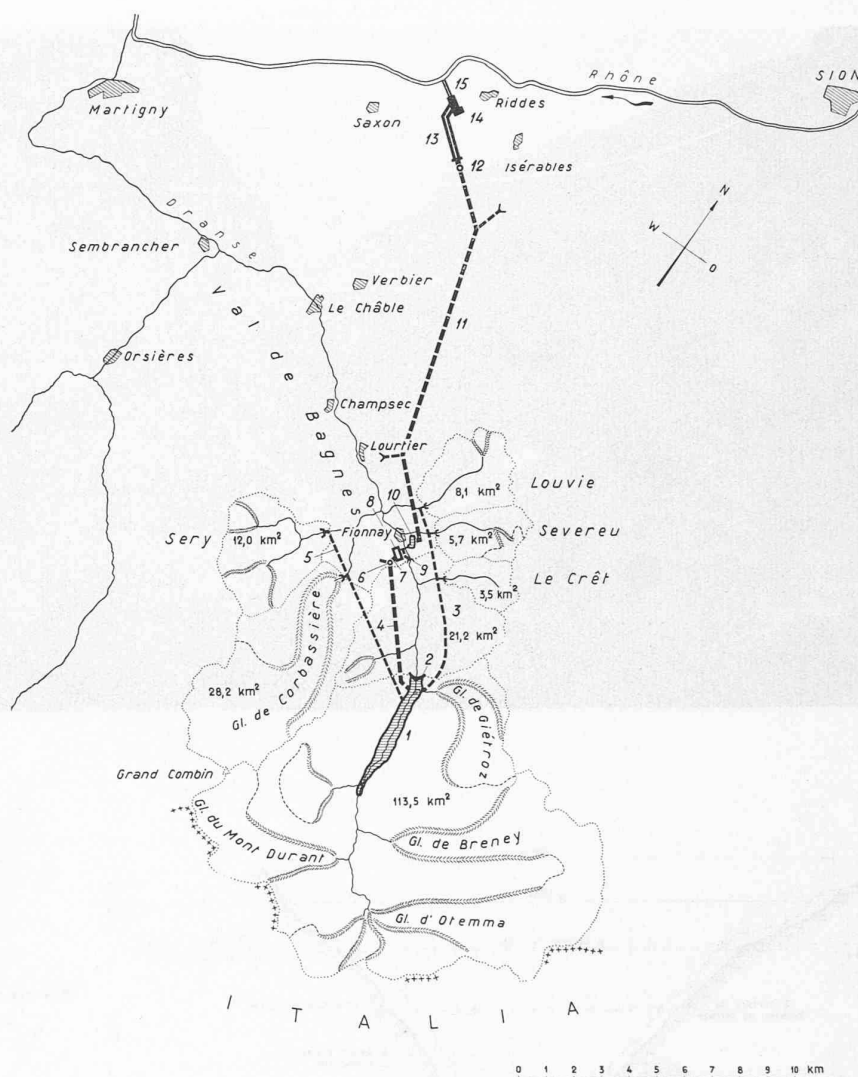 Rhône
SION
15
Martigny
Riddes
Saxon
14
13
12
Isérables
N
W
O
Dranse
Sembrancher
Verbier
Val de Bagnes
Le Châble
11
Orsières
Champsec
Lourtier
8,1 km²
Louvie
8
10
Sery
12,0 km²
Fionnay
5,7 km²
Severeu
5
6
7
9
Le Crêt
3,5 km²
3
4
21,2 km²
2
28,2 km²
Gl. de Corbassière
Gl. de Giétroz
1
Grand Combin
113,5 km²
Gl. du Mont Durant
Gl. de Breney
Gl. d'Otemma
ITALIA
0 1 2 3 4 5 6 7 8 9 10 km